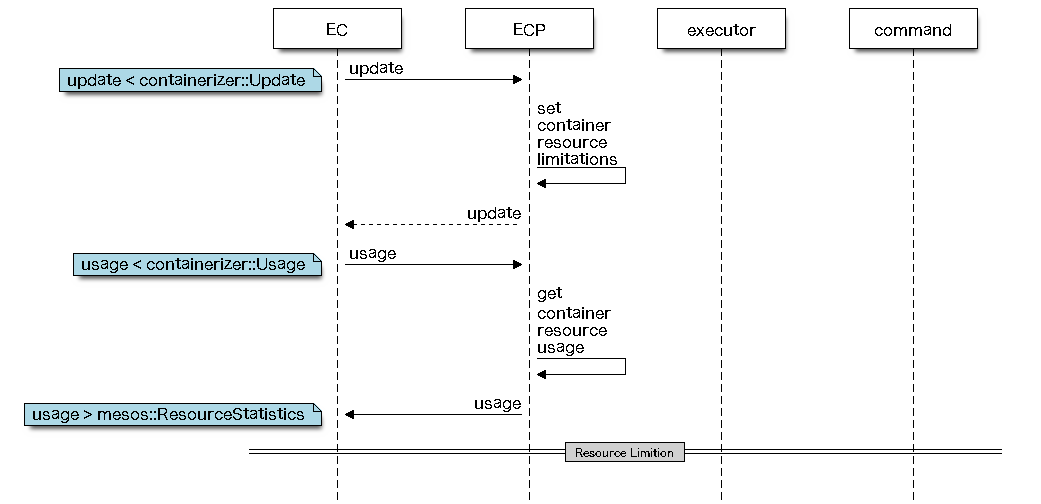 EC
ECP
executor
command
update < containerizer::Update
update
set
container
resource
limitations
update
usage < containerizer::Usage
usage
get
container
resource
usage
usage > mesos::ResourceStatistics
usage
Resource Limition